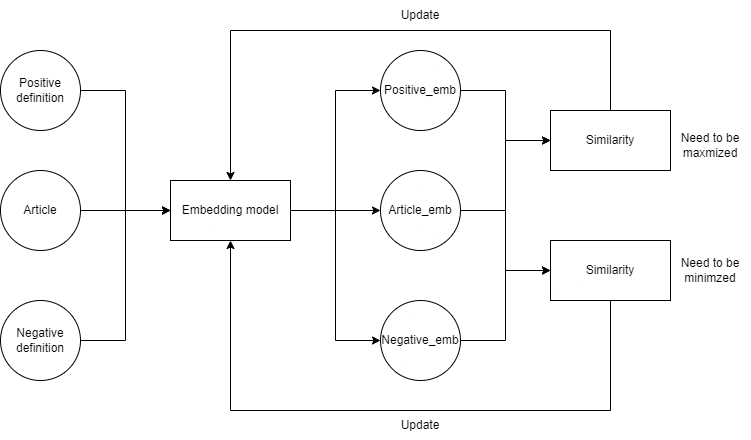 Update
Positive
definition
Positive_emb
Similarity
Need to be
maxmized
Article
Embedding model
Article_emb
Similarity
Need to be
minimzed
Negative
definition
Negative_emb
Update